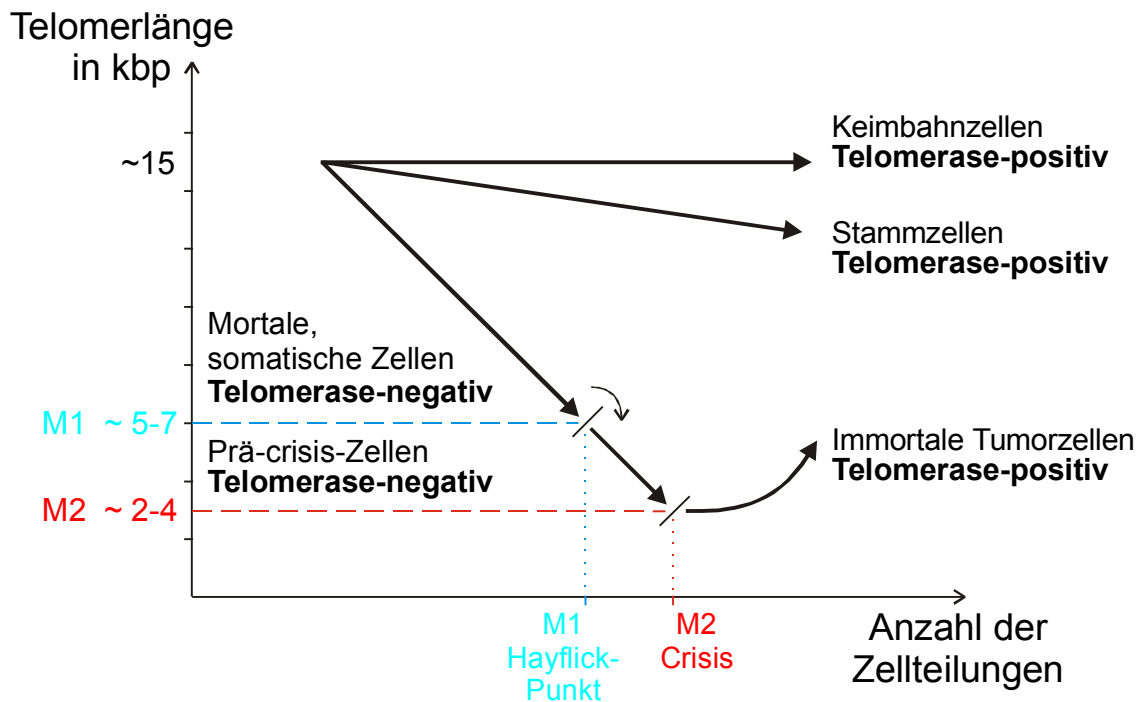 Telomerlänge
in kbp
~15
Keimbahnzellen
Telomerase-positiv
Stammzellen
Telomerase-positiv
Mortale,
somatische Zellen
Telomerase-negativ
M1 ~ 5-7
Prä-crisis-Zellen
Telomerase-negativ
Immortale Tumorzellen
Telomerase-positiv
M2 ~ 2-4
M1
Hayflick-
Punkt
M2
Crisis
Anzahl der
Zellteilungen